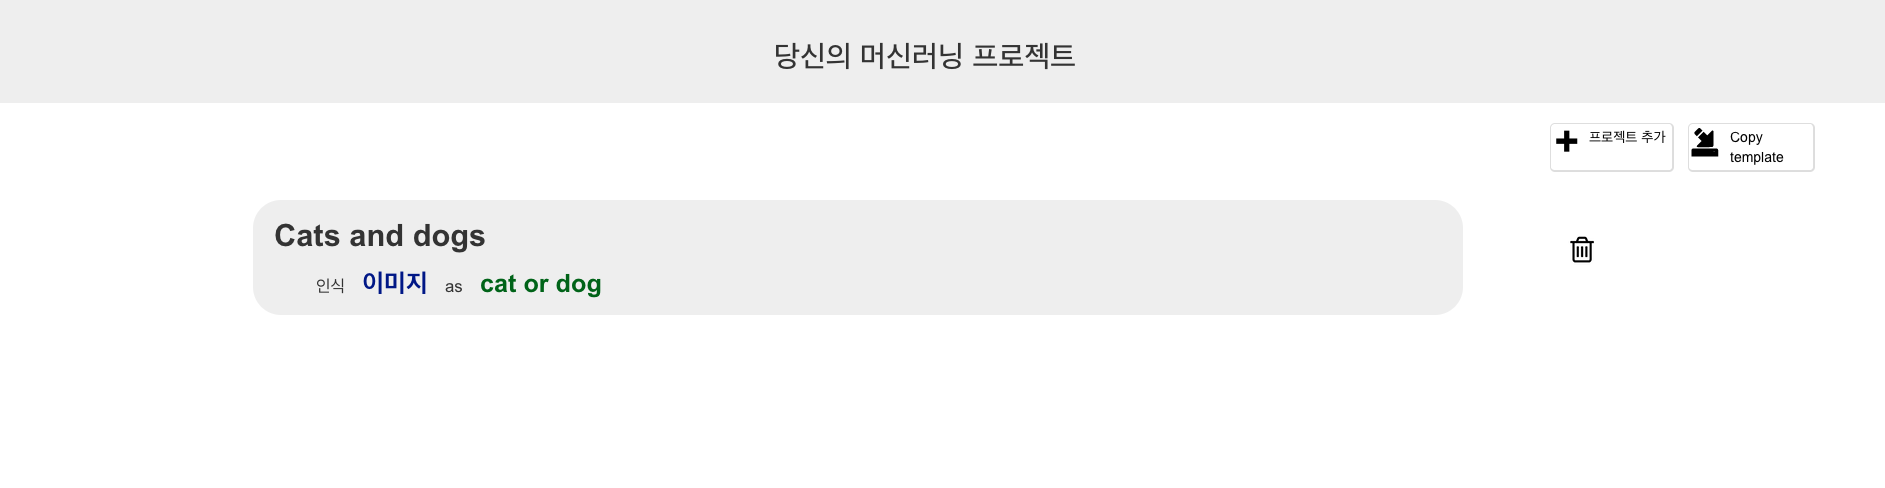 당신의 머신러닝 프로젝트
프로젝트 추가
Copy
template
Cats and dogs
인식 이미지 as cat or dog